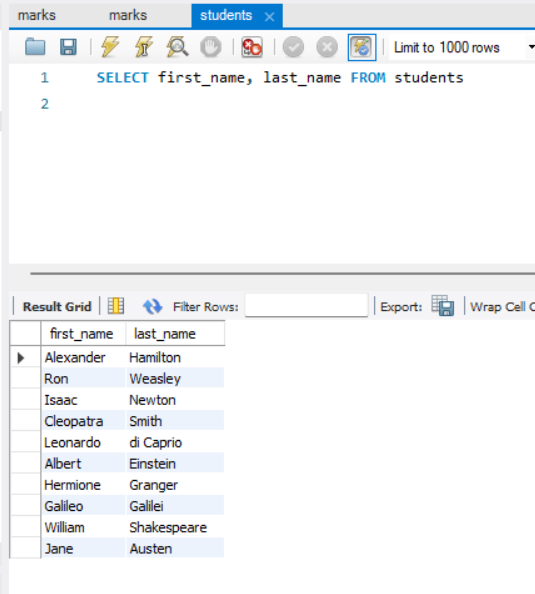 marks marks students
Limit to 1000 rows
1 SELECT first_name, last_name FROM students
2
Result Grid Filter Rows: Export: Wrap Cell
first_name last_name
Alexander Hamilton
Ron Weasley
Isaac Newton
Cleopatra Smith
Leonardo di Caprio
Albert Einstein
Hermione Granger
Galileo Galilei
William Shakespeare
Jane Austen